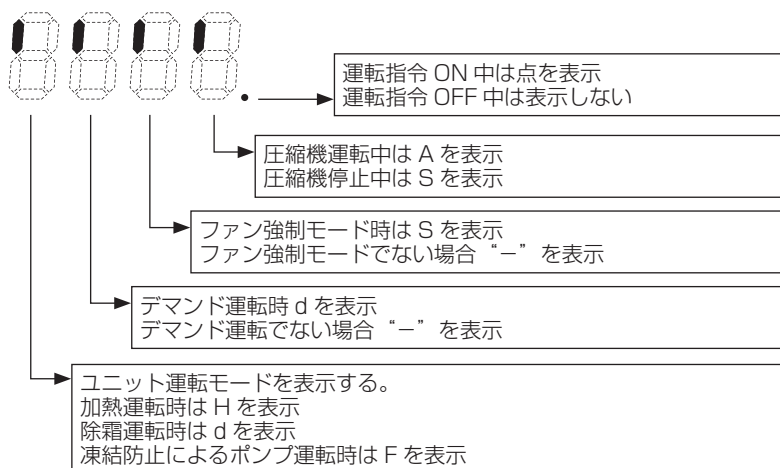 運転指令 ON 中は点を表示
運転指令 OFF 中は表示しない
圧縮機運転中は A を表示
圧縮機停止中は S を表示
ファン強制モード時は S を表示
ファン強制モードでない場合 “－” を表示
デマンド運転時 d を表示
デマンド運転でない場合 “－” を表示
ユニット運転モードを表示する。
加熱運転時は H を表示
除霜運転時は d を表示
凍結防止によるポンプ運転時は F を表示